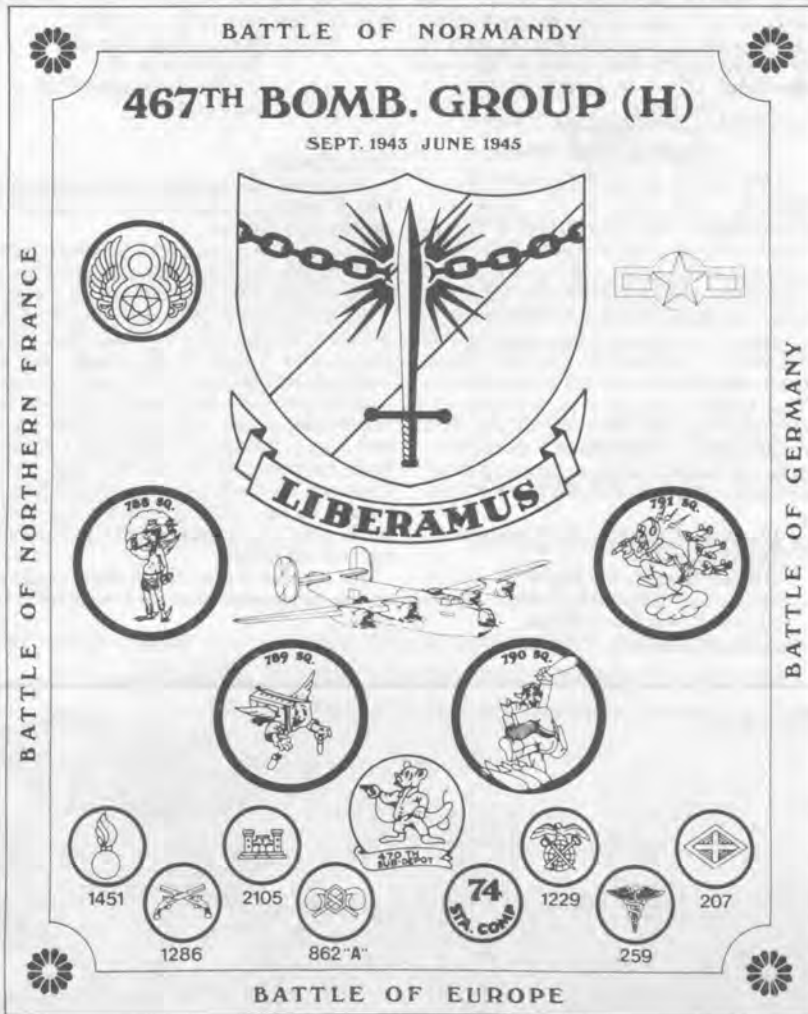 BATTLE OF NORMANDY
467TH BOMB. GROUP (H)
SEPT. 1943 JUNE 1945
BATTLE OF NORTHERN FRANCE
BATTLE OF GERMANY
LIBERAMUS
788 SQ.
791 SQ.
789 SQ.
790 SQ.
470 TH
SUB-DEPOT
1451
2105
74
STA. COMP
1229
207
1286
862 "A"
259
BATTLE OF EUROPE